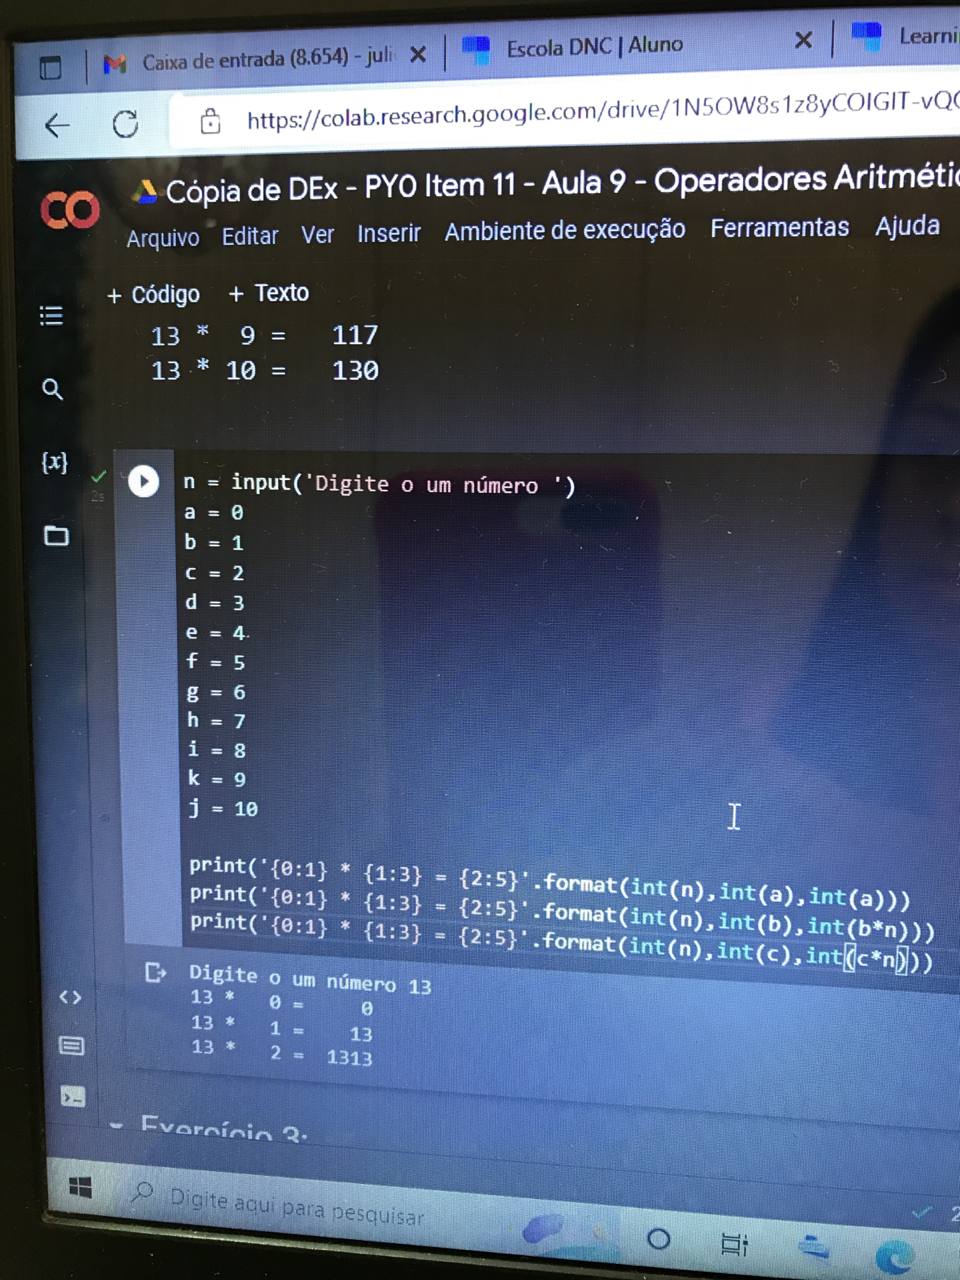 Caixa de entrada (8.654) - juli
Escola DNC | Aluno
Learni
https://colab.research.google.com/drive/1N5OW8s1z8yCOIGIT-vQ
CO
Cópia de DEx - PY0 Item 11 - Aula 9 - Operadores Aritmétic
Arquivo Editar Ver Inserir Ambiente de execução Ferramentas Ajuda
+ Código + Texto
13 * 9 = 117
13 * 10 = 130
{x}
2s
n = input('Digite o um número ')
a = 0
b = 1
c = 2
d = 3
e = 4
f = 5
g = 6
h = 7
i = 8
k = 9
j = 10
print('{0:1} * {1:3} = {2:5}'.format(int(n),int(a),int(a)))
print('{0:1} * {1:3} = {2:5}'.format(int(n),int(b),int(b*n)))
print('{0:1} * {1:3} = {2:5}'.format(int(n),int(c),int(c*n)))
Digite o um número 13
13 * 0 = 0
13 * 1 = 13
13 * 2 = 1313
Exercício 3:
Digite aqui para pesquisar
2